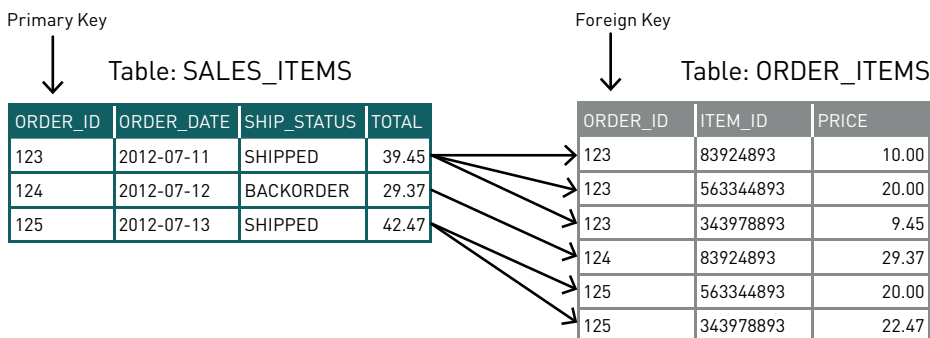 Primary Key
Foreign Key
Table: SALES_ITEMS
Table: ORDER_ITEMS
ORDER_ID ORDER_DATE SHIP_STATUS TOTAL
123 2012-07-11 SHIPPED 39.45
124 2012-07-12 BACKORDER 29.37
125 2012-07-13 SHIPPED 42.47
ORDER_ID ITEM_ID PRICE
123 83924893 10.00
123 563344893 20.00
123 343978893 9.45
124 83924893 29.37
125 563344893 20.00
125 343978893 22.47